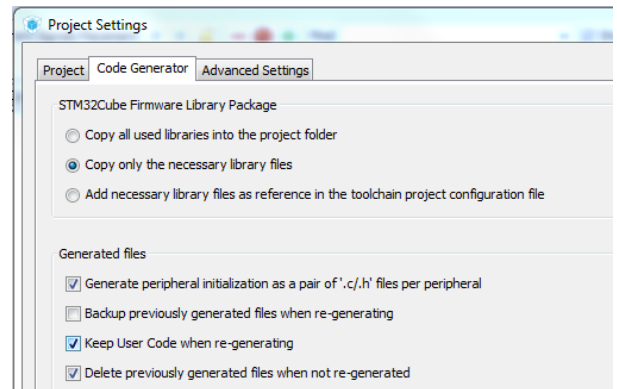 Project Settings
Project Code Generator Advanced Settings
STM32Cube Firmware Library Package
Copy all used libraries into the project folder
Copy only the necessary library files
Add necessary library files as reference in the toolchain project configuration file
Generated files
Generate peripheral initialization as a pair of '.c/.h' files per peripheral
Backup previously generated files when re-generating
Keep User Code when re-generating
Delete previously generated files when not re-generated